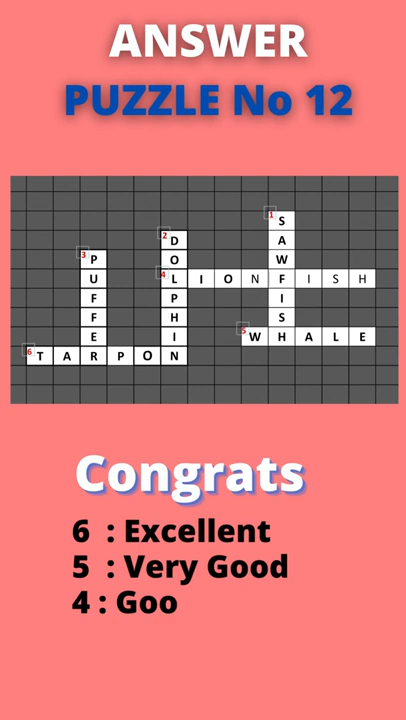 ANSWER
PUZZLE No 12
1 S
2 D A
3 P O W
4 L I O N F I S H
U P I
F H S
F I 5 W H A L E
E
6 T A R P O N
R
Congrats
6 : Excellent
5 : Very Good
4 : Goo